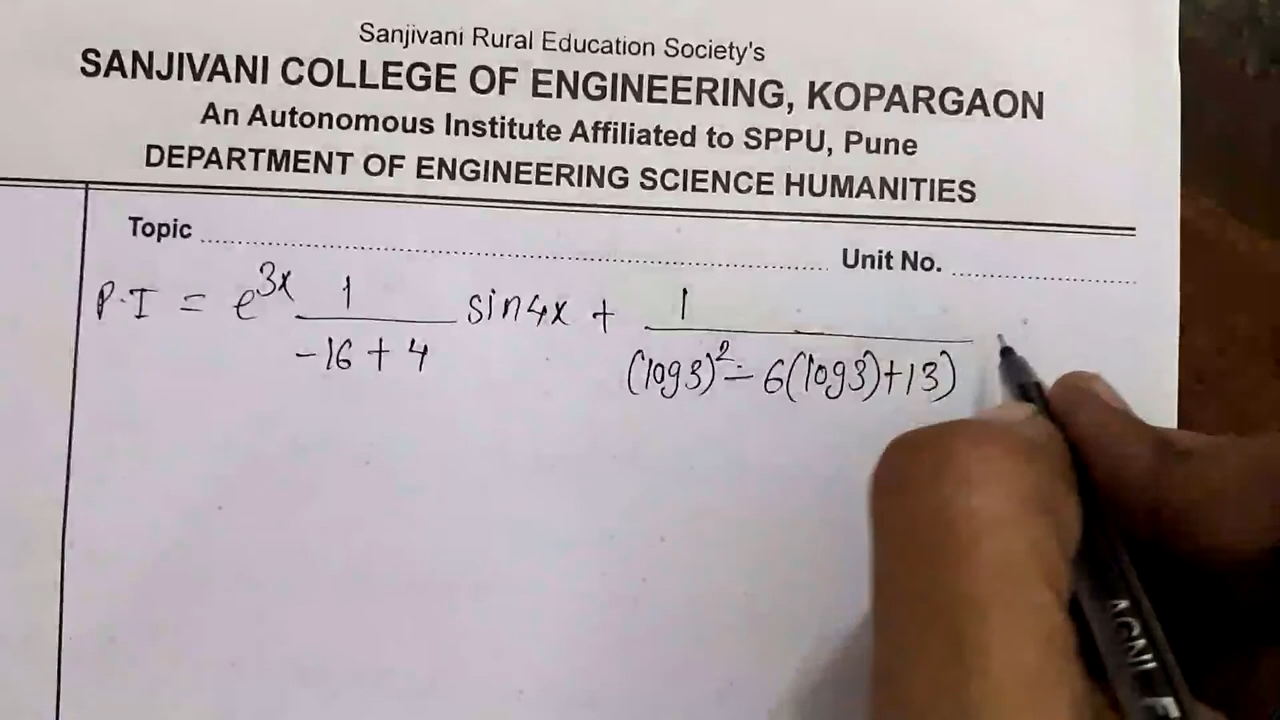 Sanjivani Rural Education Society's
SANJIVANI COLLEGE OF ENGINEERING, KOPARGAON
An Autonomous Institute Affiliated to SPPU, Pune
DEPARTMENT OF ENGINEERING SCIENCE HUMANITIES
Topic ........ Unit No. ........
P.I = e^3x 1/(-16 + 4) sin4x + 1/((log3)^2 - 6(log3)+13)
AGNI